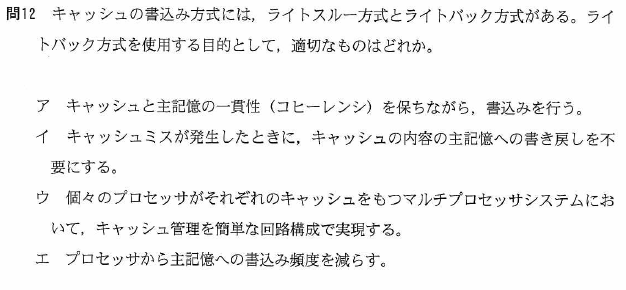 問12 キャッシュの書込み方式には，ライトスルー方式とライトバック方式がある。ライ
トバック方式を使用する目的として，適切なものはどれか。
ア キャッシュと主記憶の一貫性（コヒーレンシ）を保ちながら，書込みを行う。
イ キャッシュミスが発生したときに，キャッシュの内容の主記憶への書き戻しを不
要にする。
ウ 個々のプロセッサがそれぞれのキャッシュをもつマルチプロセッサシステムにお
いて，キャッシュ管理を簡単な回路構成で実現する。
エ プロセッサから主記憶への書込み頻度を減らす。